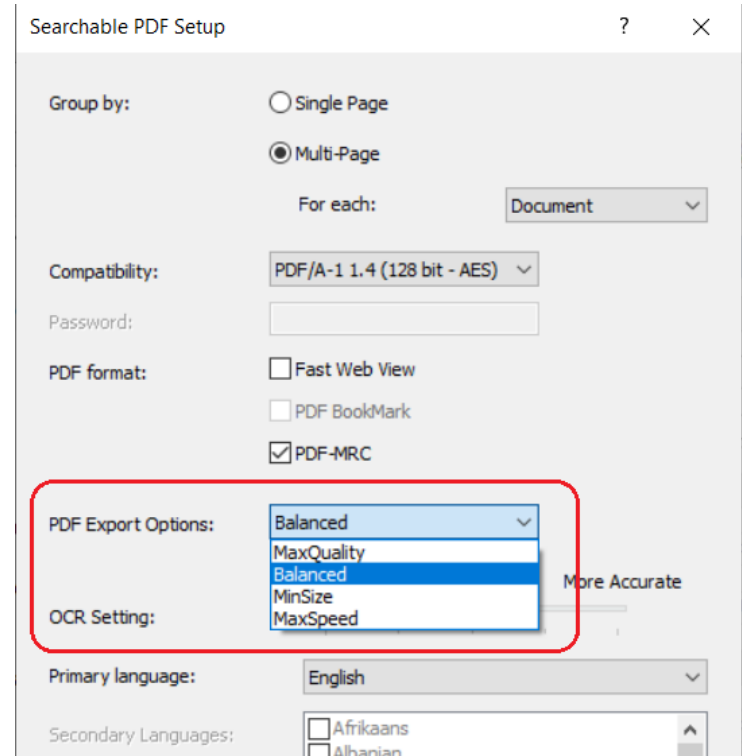 Searchable PDF Setup ?
Group by: Single Page
Multi-Page
For each: Document
Compatibility: PDF/A-1 1.4 (128 bit - AES)
Password:
PDF format: Fast Web View
PDF BookMark
PDF-MRC
PDF Export Options: Balanced
MaxQuality
Balanced
MinSize
More Accurate
MaxSpeed
OCR Setting:
Primary language: English
Secondary Languages: Afrikaans
Albanian